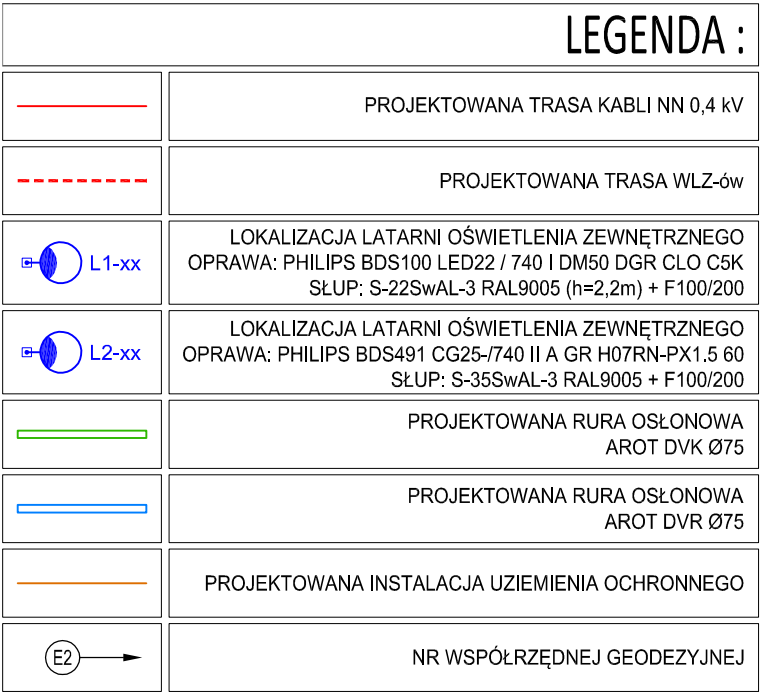 LEGENDA :
PROJEKTOWANA TRASA KABLI NN 0,4 kV
PROJEKTOWANA TRASA WLZ-ów
L1-xx
LOKALIZACJA LATARNI OŚWIETLENIA ZEWNĘTRZNEGO
OPRAWA: PHILIPS BDS100 LED22 / 740 I DM50 DGR CLO C5K
SŁUP: S-22SwAL-3 RAL9005 (h=2,2m) + F100/200
L2-xx
LOKALIZACJA LATARNI OŚWIETLENIA ZEWNĘTRZNEGO
OPRAWA: PHILIPS BDS491 CG25-/740 II A GR H07RN-PX1.5 60
SŁUP: S-35SwAL-3 RAL9005 + F100/200
PROJEKTOWANA RURA OSŁONOWA
AROT DVK Ø75
PROJEKTOWANA RURA OSŁONOWA
AROT DVR Ø75
PROJEKTOWANA INSTALACJA UZIEMIENIA OCHRONNEGO
E2
NR WSPÓŁRZĘDNEJ GEODEZYJNEJ